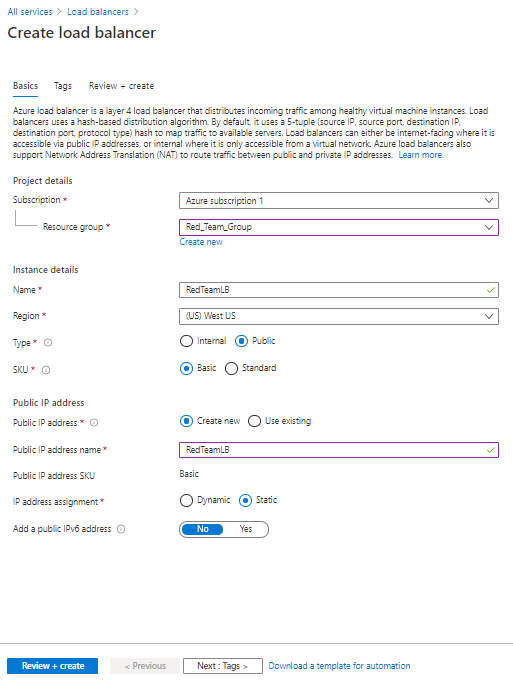 All services > Load balancers >
Create load balancer
Basics Tags Review + create
Azure load balancer is a layer 4 load balancer that distributes incoming traffic among healthy virtual machine instances. Load
balancers uses a hash-based distribution algorithm. By default, it uses a 5-tuple (source IP, source port, destination IP,
destination port, protocol type) hash to map traffic to available servers. Load balancers can either be internet-facing where it is
accessible via public IP addresses, or internal where it is only accessible from a virtual network. Azure load balancers also
support Network Address Translation (NAT) to route traffic between public and private IP addresses. Learn more.
Project details
Subscription * Azure subscription 1
Resource group * Red_Team_Group
Create new
Instance details
Name * RedTeamLB
Region * (US) West US
Type * Internal Public
SKU * Basic Standard
Public IP address
Public IP address * Create new Use existing
Public IP address name * RedTeamLB
Public IP address SKU Basic
IP address assignment * Dynamic Static
Add a public IPv6 address No Yes
Review + create < Previous Next : Tags > Download a template for automation